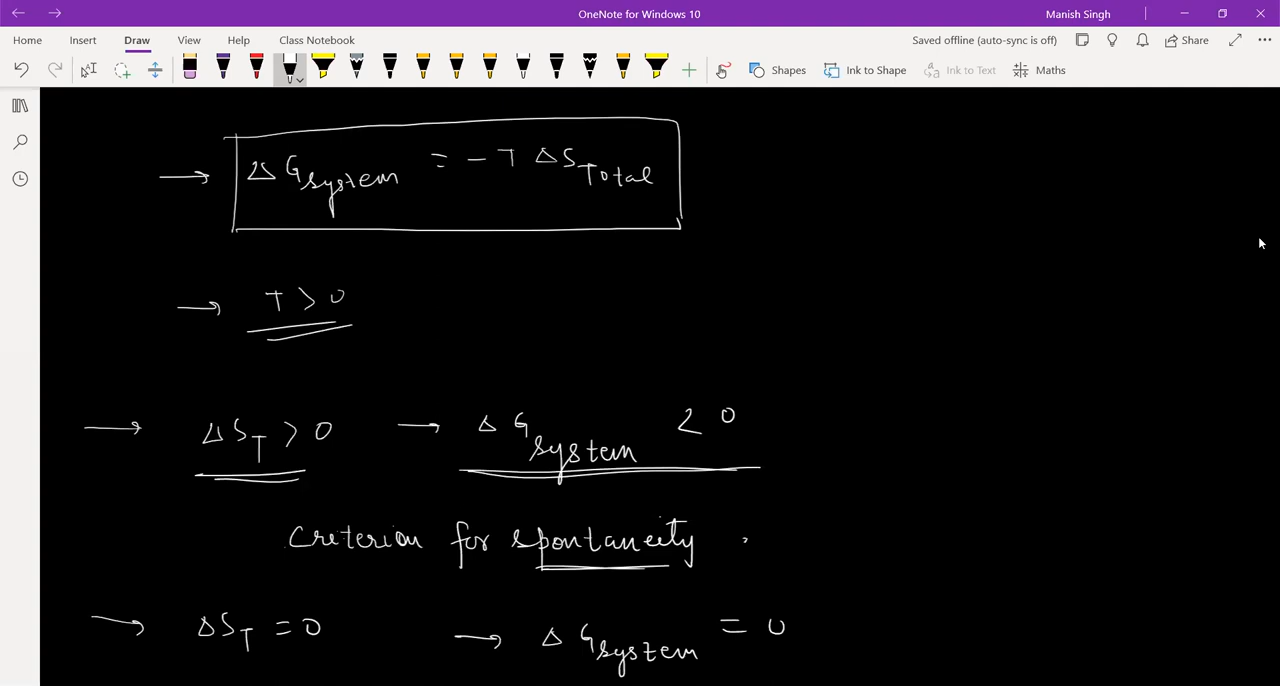 OneNote for Windows 10
Manish Singh
Home Insert Draw View Help Class Notebook
Saved offline (auto-sync is off) Share
Shapes Ink to Shape Ink to Text Maths
→ ΔG system = - T ΔS Total
→ T > 0
→ ΔS T > 0 → ΔG system < 0
Criterion for spontaneity .
→ ΔS T = 0 → ΔG system = 0